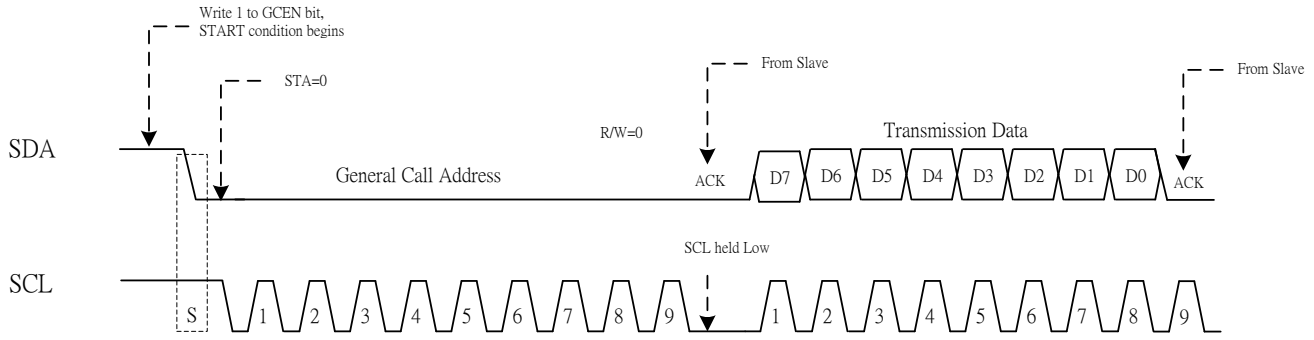 Write 1 to GCEN bit,
START condition begins
STA=0
From Slave
From Slave
R/W=0
Transmission Data
SDA
General Call Address
ACK
D7 D6 D5 D4 D3 D2 D1 D0
ACK
SCL held Low
SCL
S
1 2 3 4 5 6 7 8 9
1 2 3 4 5 6 7 8 9